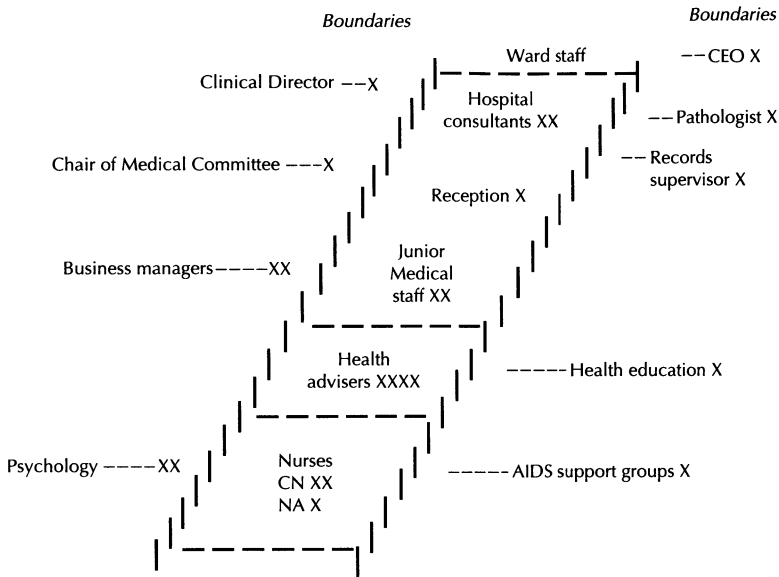 Boundaries
Boundaries
Ward staff
--CEO X
Clinical Director --X
Hospital
consultants XX
--Pathologist X
Chair of Medical Committee ---X
--Records
supervisor X
Reception X
Business managers----XX
Junior
Medical
staff XX
Health
advisers XXXX
-----Health education X
Psychology ----XX
Nurses
CN XX
NA X
-----AIDS support groups X